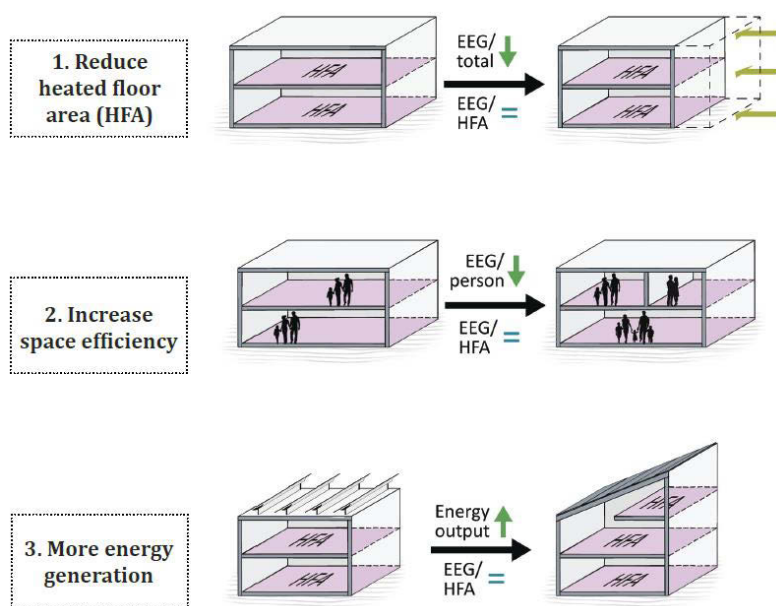 1. Reduce
heated floor
area (HFA)
EEG/
total
EEG/
HFA =
HFA
HFA
HFA
HFA
2. Increase
space efficiency
EEG/
person
EEG/
HFA =
3. More energy
generation
Energy
output
EEG/
HFA =
HFA
HFA
HFA
HFA
HFA